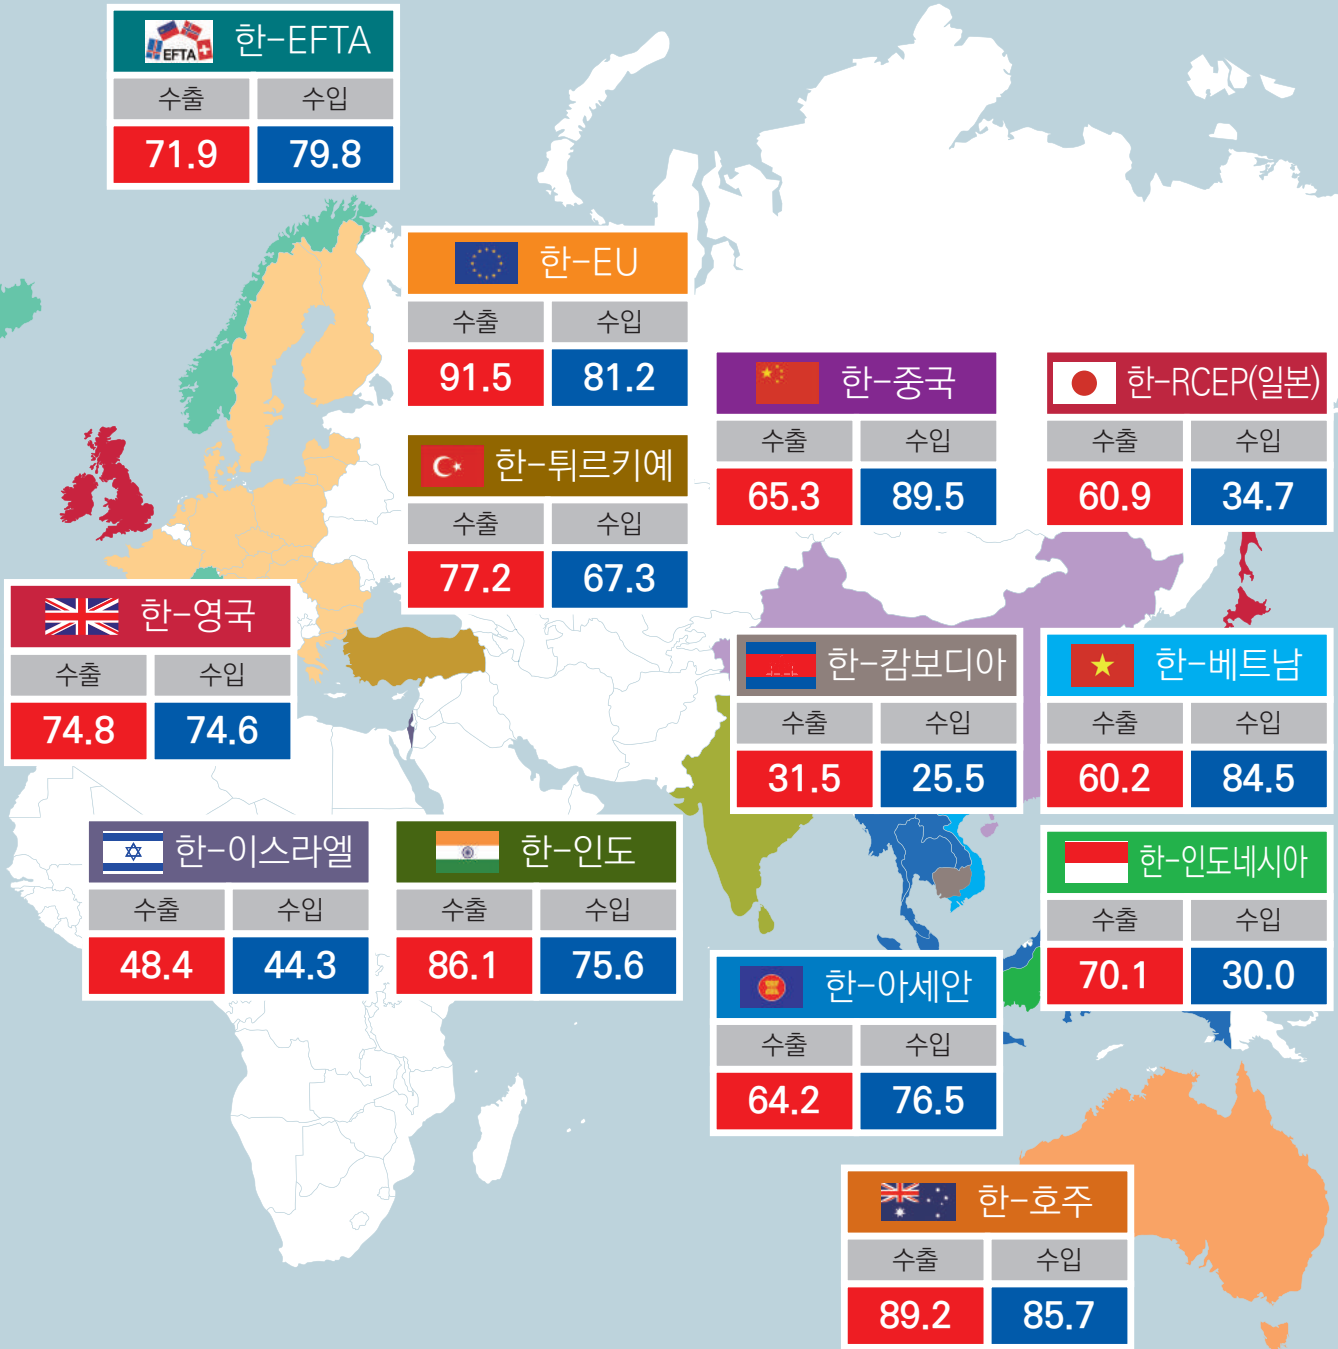 EFTA 한-EFTA
수출 수입
71.9 79.8
한-EU
수출 수입
91.5 81.2
한-튀르키예
수출 수입
77.2 67.3
한-중국
수출 수입
65.3 89.5
한-RCEP(일본)
수출 수입
60.9 34.7
한-영국
수출 수입
74.8 74.6
한-캄보디아
수출 수입
31.5 25.5
한-베트남
수출 수입
60.2 84.5
한-이스라엘
수출 수입
48.4 44.3
한-인도
수출 수입
86.1 75.6
한-인도네시아
수출 수입
70.1 30.0
한-아세안
수출 수입
64.2 76.5
한-호주
수출 수입
89.2 85.7